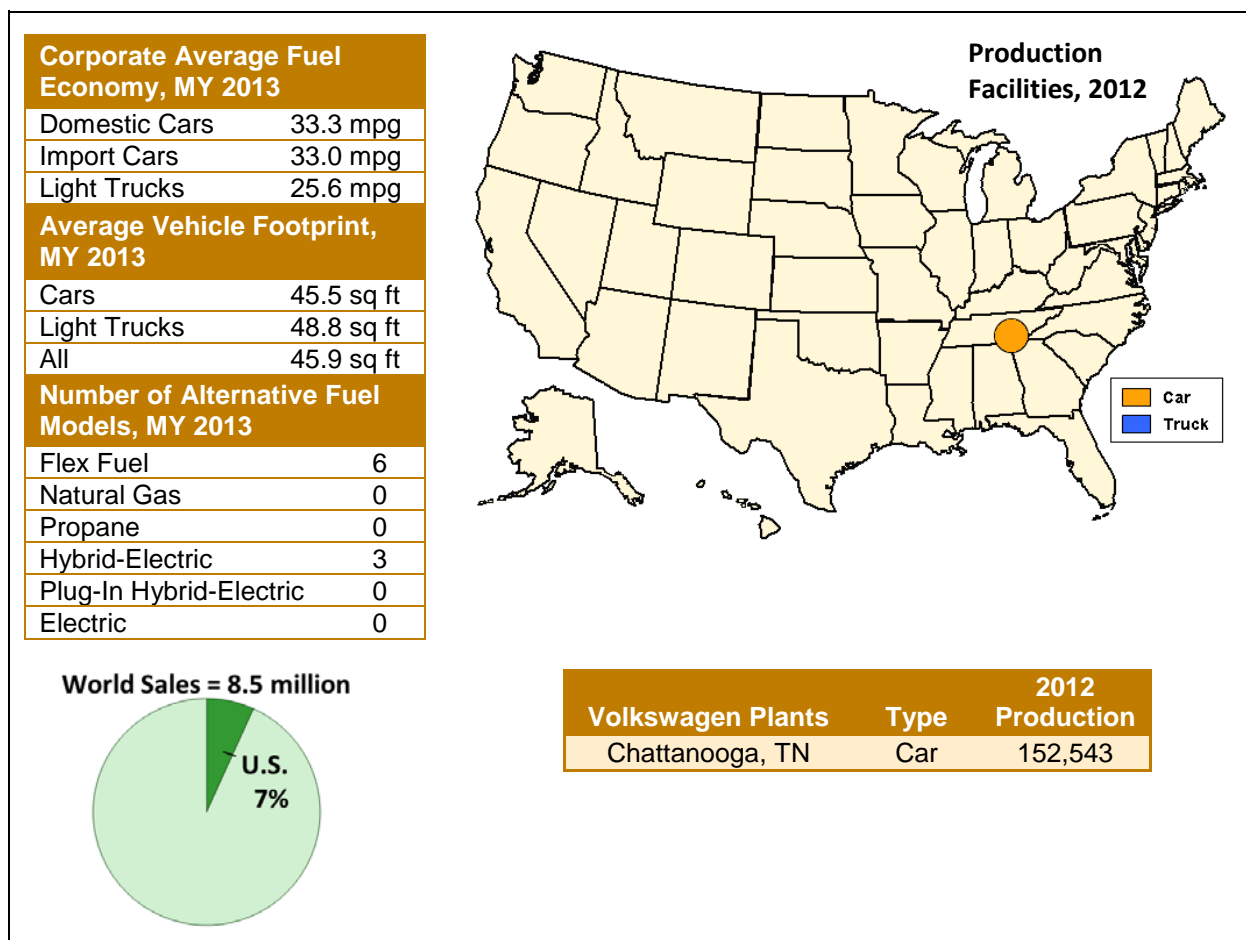 Corporate Average Fuel
Economy, MY 2013
Domestic Cars 33.3 mpg
Import Cars 33.0 mpg
Light Trucks 25.6 mpg
Average Vehicle Footprint,
MY 2013
Cars 45.5 sq ft
Light Trucks 48.8 sq ft
All 45.9 sq ft
Number of Alternative Fuel
Models, MY 2013
Flex Fuel 6
Natural Gas 0
Propane 0
Hybrid-Electric 3
Plug-In Hybrid-Electric 0
Electric 0
Production
Facilities, 2012
Car
Truck
World Sales = 8.5 million
U.S.
7%
2012
Volkswagen Plants Type Production
Chattanooga, TN Car 152,543